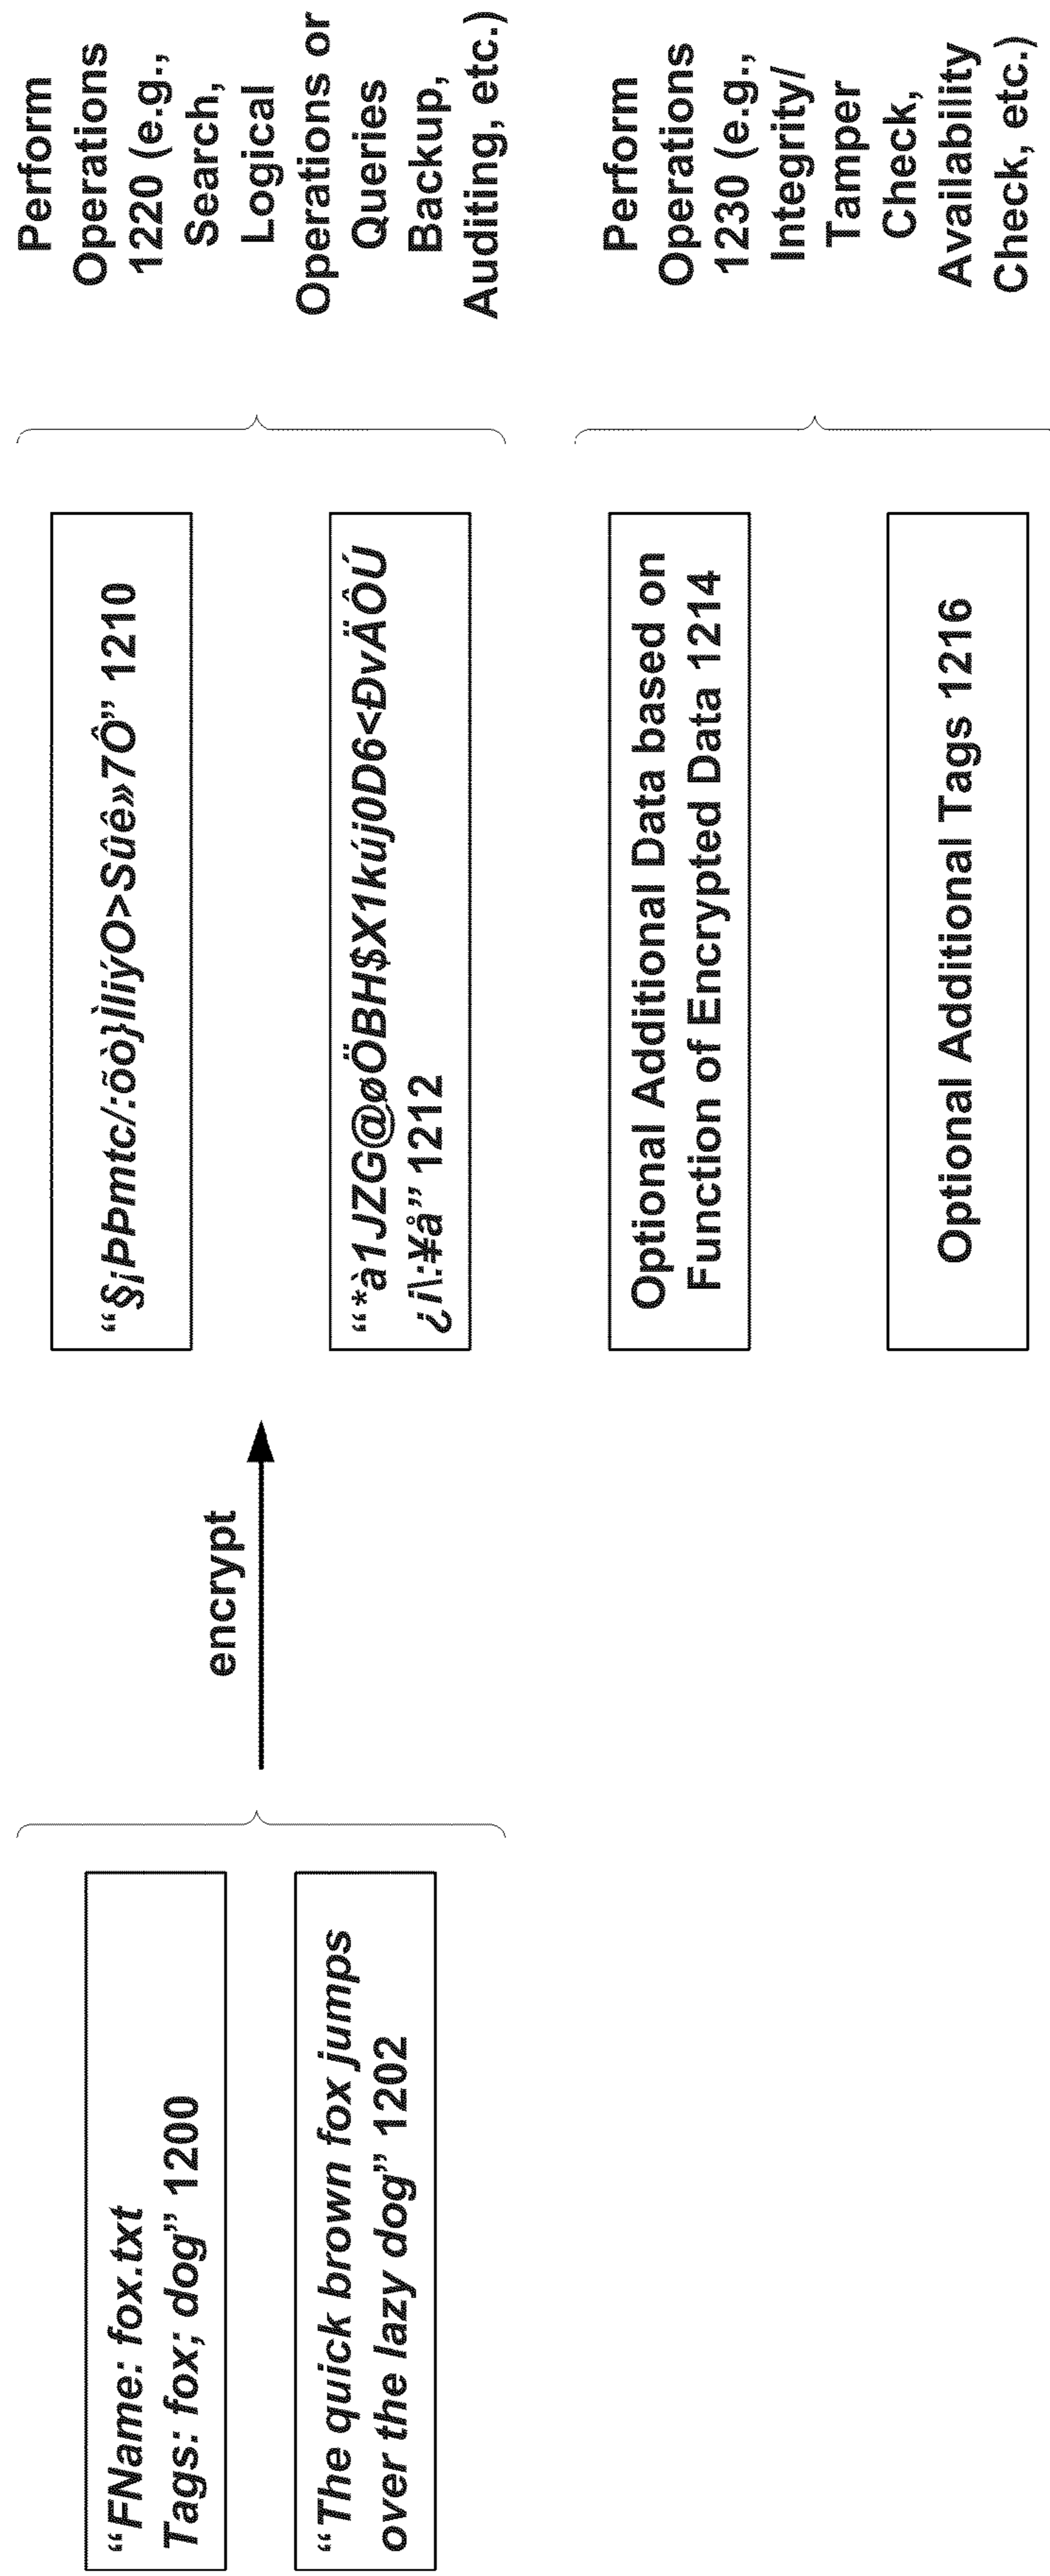 “FName: fox.txt
Tags: fox; dog” 1200
“The quick brown fox jumps
over the lazy dog” 1202
encrypt
“§¡ÞÞmtc/:õò}ÌlíýO>Sûê»7Ô” 1210
“*à1JZG@øÖBH$X1kúj0D6<ÐvÄÔÚ
¿í\:¥å” 1212
Optional Additional Data based on
Function of Encrypted Data 1214
Optional Additional Tags 1216
Perform
Operations
1220 (e.g.,
Search,
Logical
Operations or
Queries
Backup,
Auditing, etc.)
Perform
Operations
1230 (e.g.,
Integrity/
Tamper
Check,
Availability
Check, etc.)